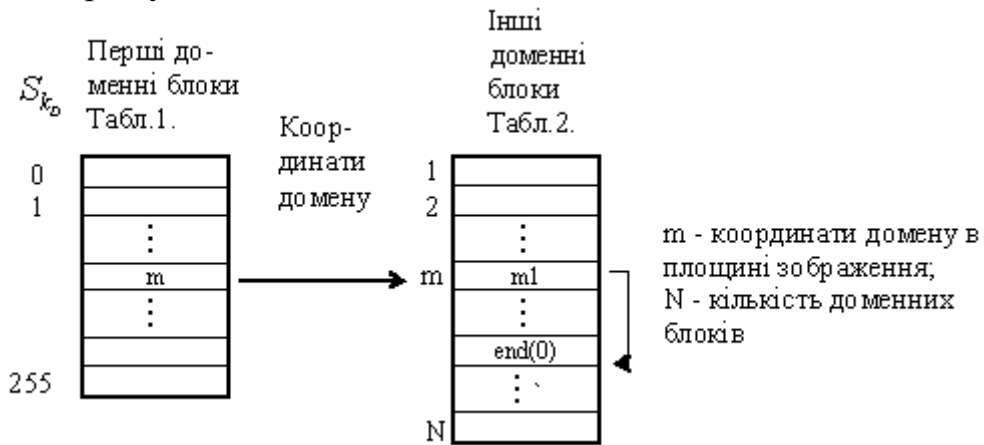 Перші до-
менні блоки
Табл.1.
S_{k_D}
0
1
⋮
m
⋮
255
Коор-
динати
домену
Інші
доменні
блоки
Табл.2.
1
2
⋮
m
m1
⋮
end(0)
⋮
N
m - координати домену в
площині зображення;
N - кількість доменних
блоків